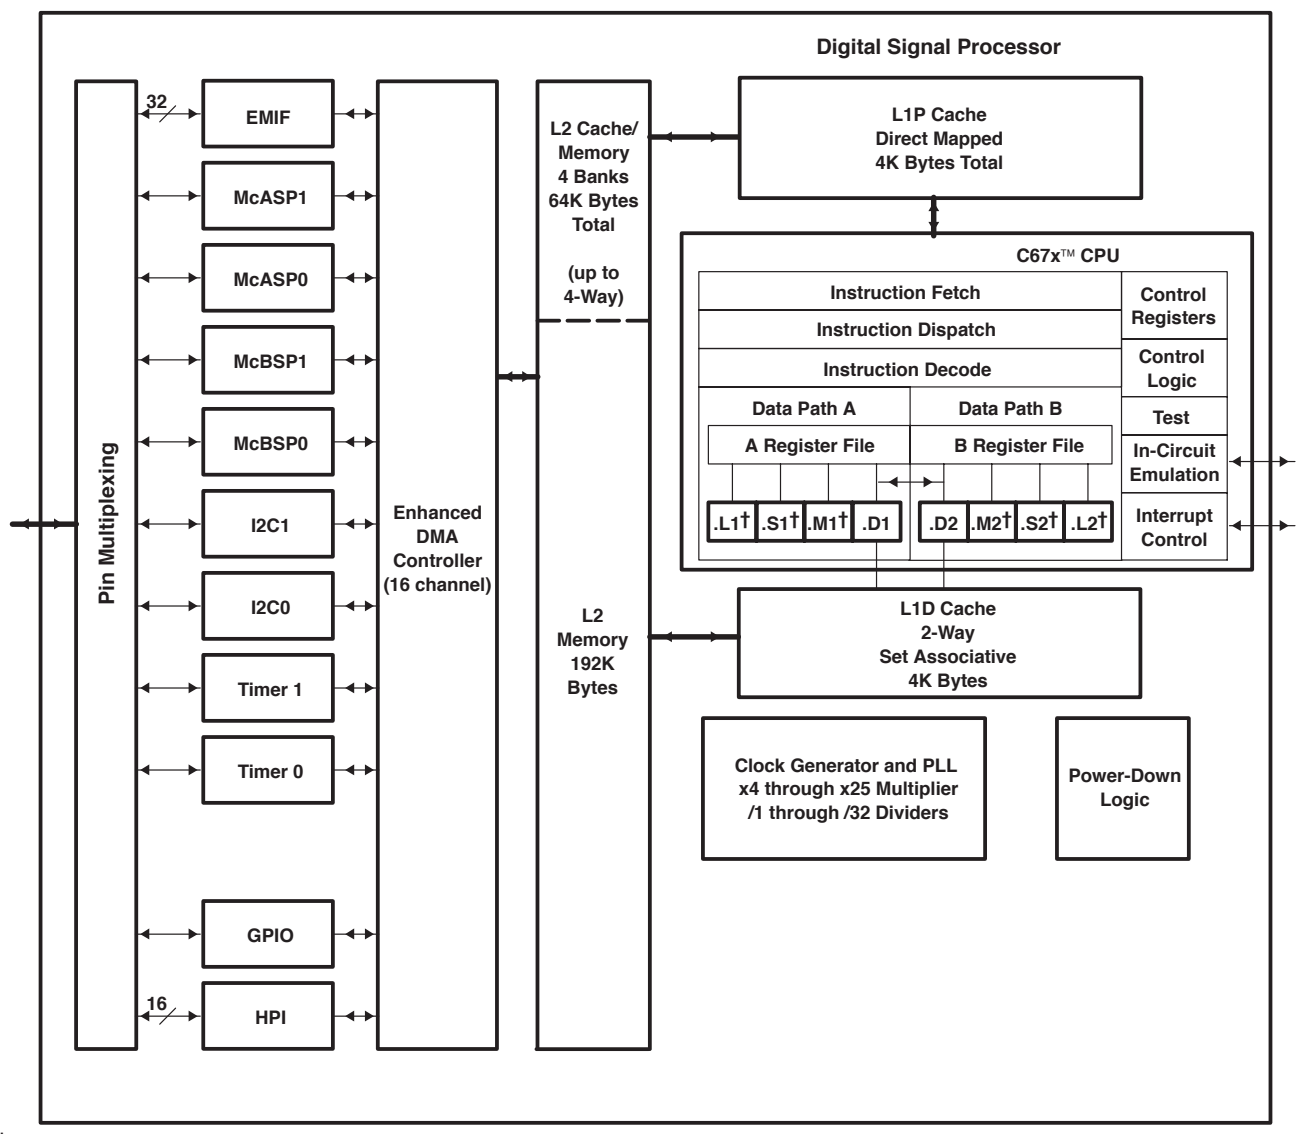 Digital Signal Processor
Pin Multiplexing
32
EMIF
McASP1
McASP0
McBSP1
McBSP0
I2C1
I2C0
Timer 1
Timer 0
GPIO
16
HPI
Enhanced
DMA
Controller
(16 channel)
L2 Cache/
Memory
4 Banks
64K Bytes
Total
(up to
4-Way)
L2
Memory
192K
Bytes
L1P Cache
Direct Mapped
4K Bytes Total
C67x™ CPU
Instruction Fetch
Instruction Dispatch
Instruction Decode
Data Path A
Data Path B
A Register File
B Register File
.L1† .S1† .M1† .D1
.D2 .M2† .S2† .L2†
Control
Registers
Control
Logic
Test
In-Circuit
Emulation
Interrupt
Control
L1D Cache
2-Way
Set Associative
4K Bytes
Clock Generator and PLL
x4 through x25 Multiplier
/1 through /32 Dividers
Power-Down
Logic